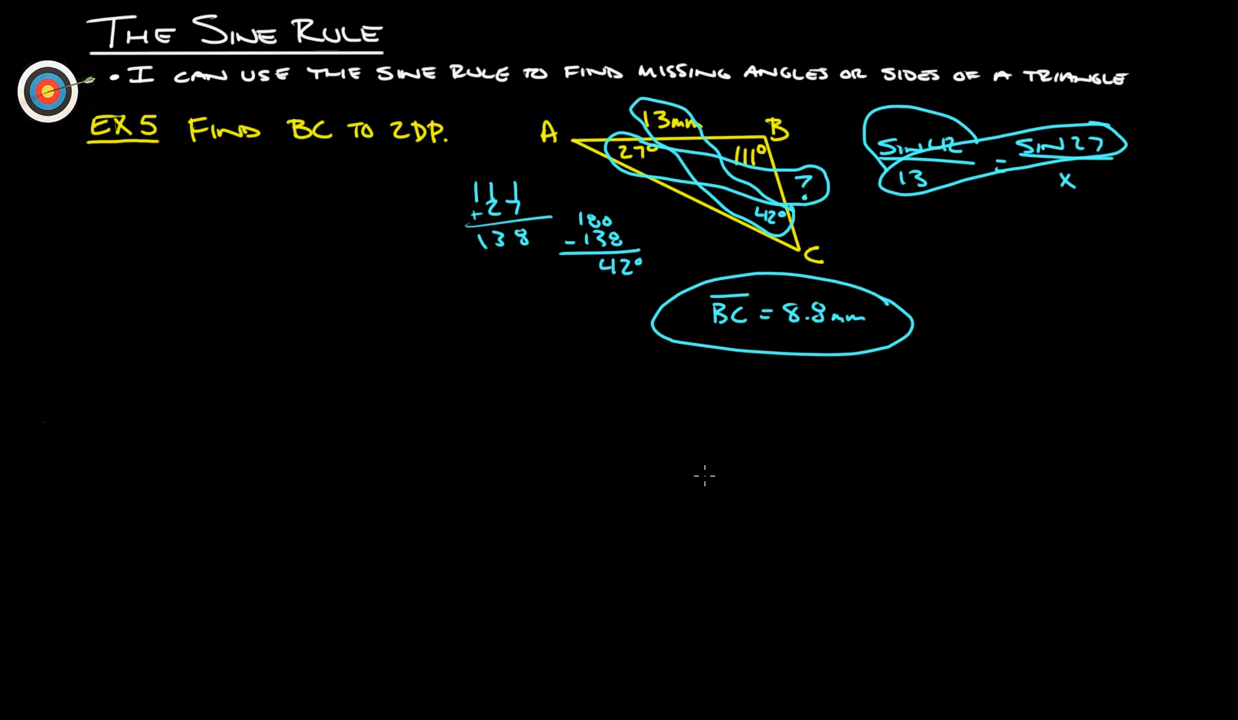 THE SINE RULE
• I CAN USE THE SINE RULE TO FIND MISSING ANGLES OR SIDES OF A TRIANGLE
EX 5 FIND BC TO 2DP.
A
13mm
B
27°
111°
?
42°
C
111
+27
138
180
-138
42°
SIN 42 = SIN 27
13 x
BC = 8.8mm